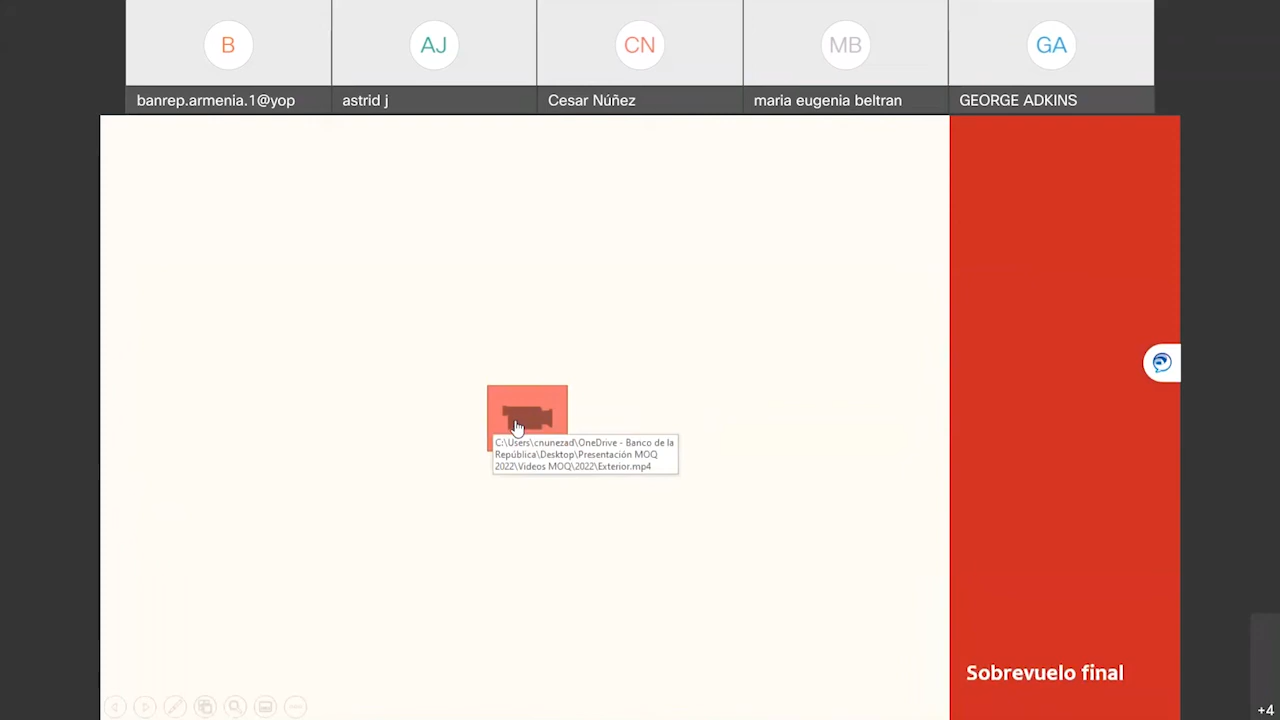 B
AJ
CN
MB
GA
banrep.armenia.1@yop
astrid j
Cesar Núñez
maria eugenia beltran
GEORGE ADKINS
C:\Users\cnunezad\OneDrive - Banco de la
República\Desktop\Presentación MOQ
2022\Videos MOQ\2022\Exterior.mp4
Sobrevuelo final
+4